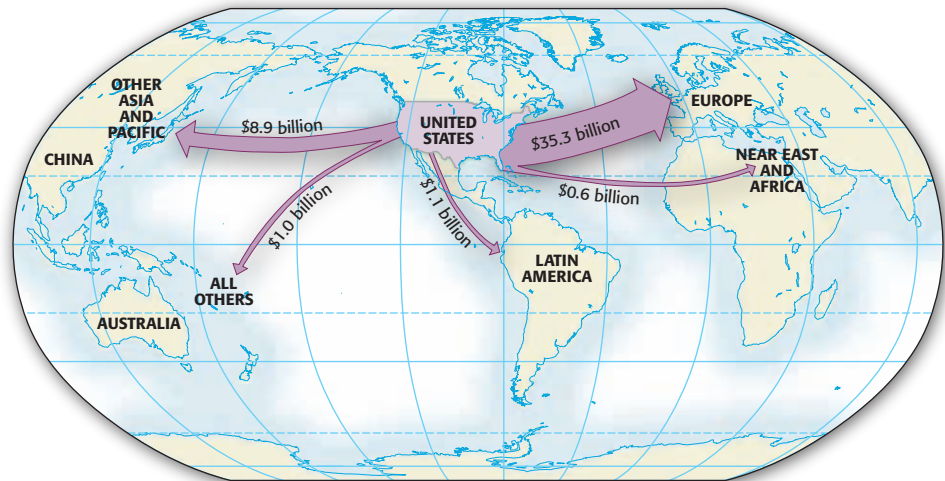 OTHER
ASIA
AND
PACIFIC
CHINA
$8.9 billion
UNITED
STATES
$35.3 billion
EUROPE
NEAR EAST
AND
AFRICA
$0.6 billion
$1.0 billion
$1.1 billion
ALL
OTHERS
LATIN
AMERICA
AUSTRALIA